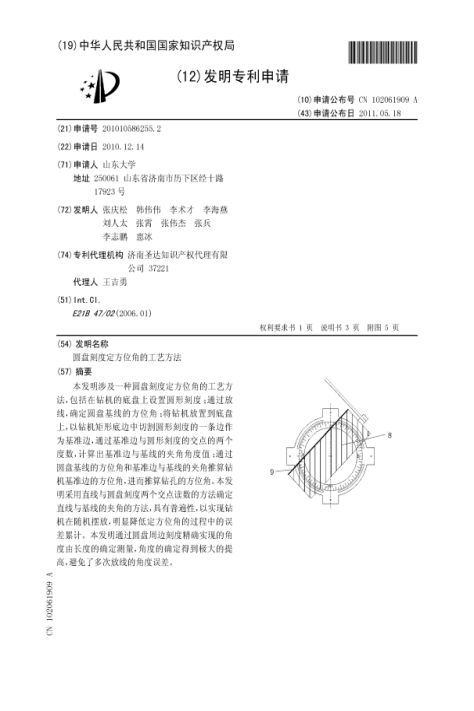 (19)中华人民共和国国家知识产权局
(12)发明专利申请
(10)申请公布号 CN 102061909 A
(43)申请公布日 2011.05.18
(21)申请号 201010586255.2
(22)申请日 2010.12.14
(71)申请人 山东大学
地址 250061 山东省济南市历下区经十路
17923号
(72)发明人 张庆松 韩伟伟 李术才 李海燕
刘人太 张霄 张伟杰 张兵
李志鹏 惠冰
(74)专利代理机构 济南圣达知识产权代理有限
公司 37221
代理人 王吉勇
(51)Int.Cl.
E21B 47/02(2006.01)
权利要求书 1 页 说明书 3 页 附图 5 页
(54)发明名称
圆盘刻度定方位角的工艺方法
(57)摘要
本发明涉及一种圆盘刻度定方位角的工艺方
法,包括在钻机的底盘上设置圆形刻度;通过放
线,确定圆盘基线的方位角;将钻机放置到底盘
上,以钻机矩形底边中切割圆形刻度的一条边作
为基准边,通过基准边与圆形刻度的交点的两个
度数,计算出基准边与基线的夹角角度值;通过
圆盘基线的方位角和基准边与基线的夹角推算钻
机基准边的方位角,进而推算钻孔的方位角。本发
明采用直线与圆盘刻度两个交点读数的方法确定
直线与基线的夹角的方法,具有普遍性,以实现钻
机在随机摆放,明显降低定方位角的过程中的误
差累计。本发明通过圆盘周边刻度精确实现的角
度由长度的确定测量,角度的确定得到极大的提
高,避免了多次放线的角度误差。
8
9
CN 102061909 A